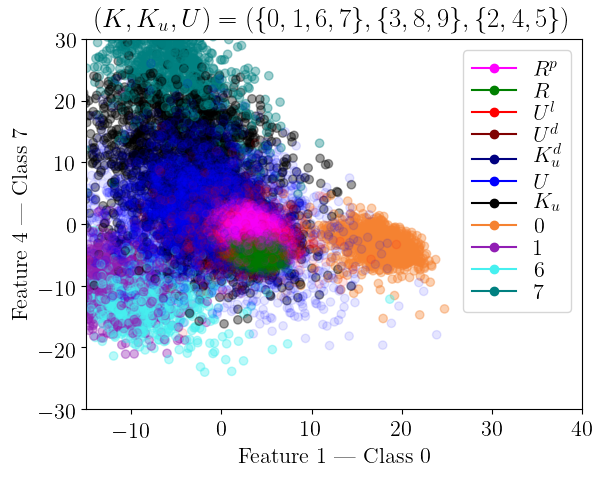 (K, K_u, U) = ({0, 1, 6, 7}, {3, 8, 9}, {2, 4, 5})
30
20
10
0
−10
−20
−30
Feature 4 — Class 7
R^p
R
U^l
U^d
K_u^d
U
K_u
0
1
6
7
−10
0
10
20
30
40
Feature 1 — Class 0